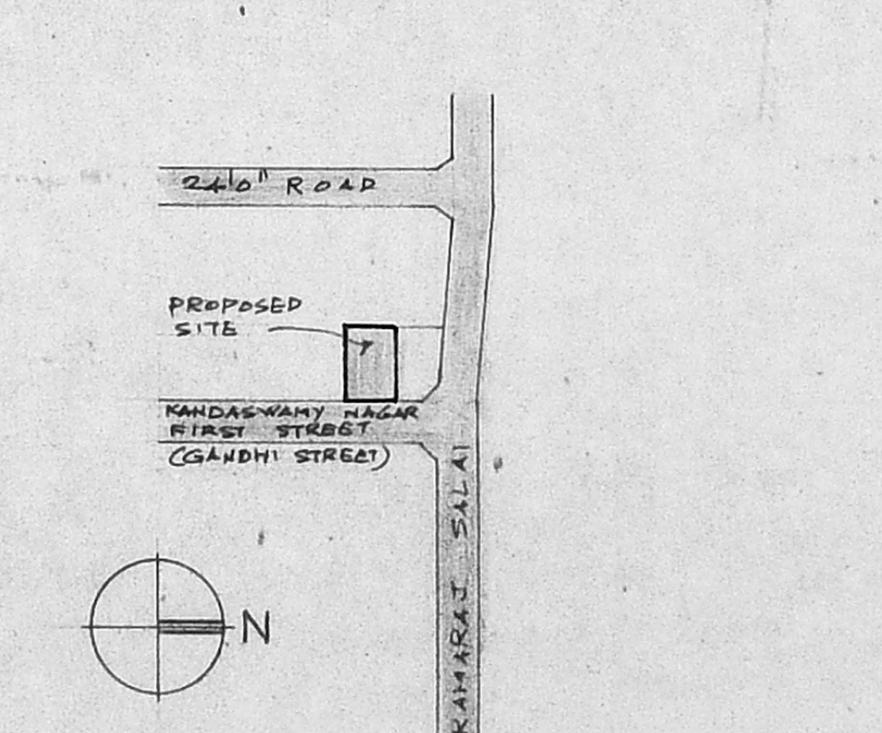 24'0" ROAD
PROPOSED
SITE
KANDASWAMY NAGAR
FIRST STREET
(GANDHI STREET)
KAMARAJ SALAI
N